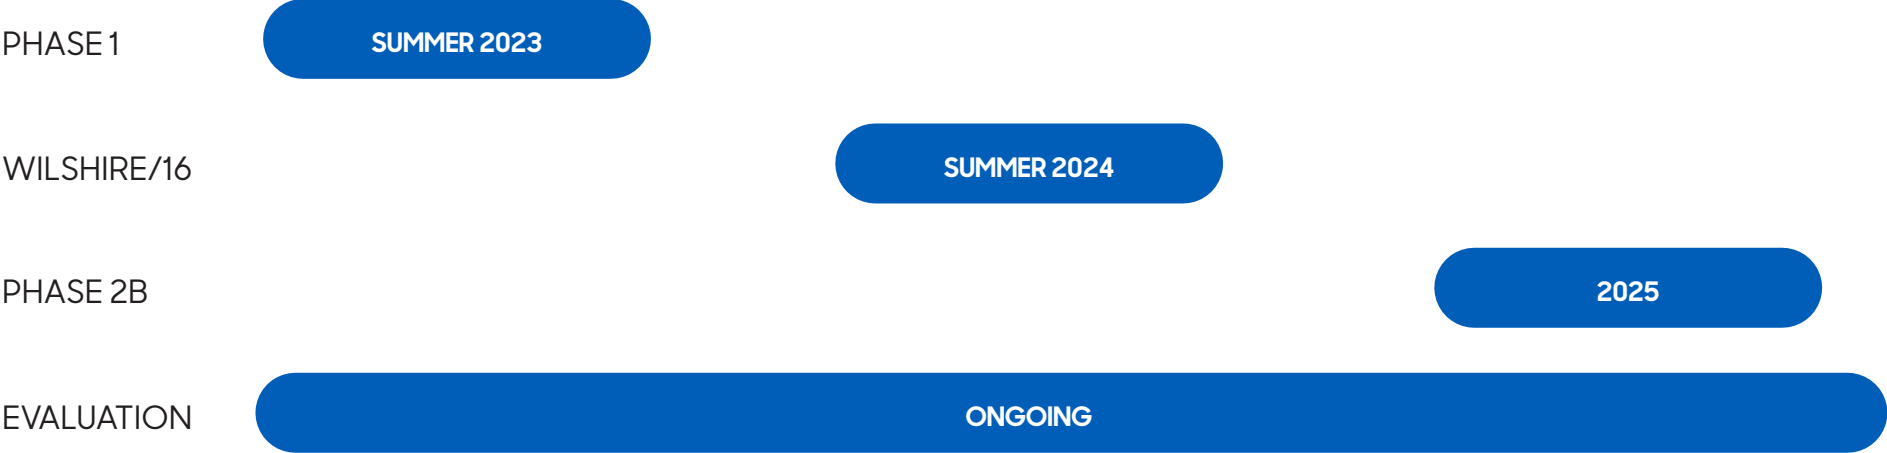 PHASE 1
SUMMER 2023
WILSHIRE/16
SUMMER 2024
PHASE 2B
2025
EVALUATION
ONGOING